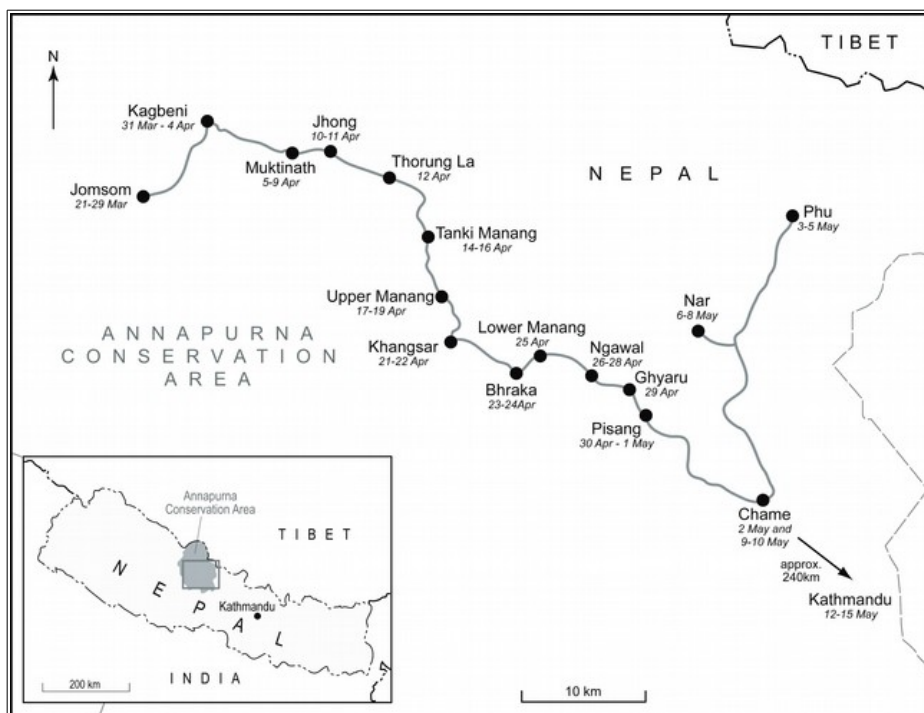 TIBET
N
Kagbeni
31 Mar - 4 Apr
Jhong
10-11 Apr
Muktinath
5-9 Apr
Thorung La
12 Apr
NEPAL
Jomsom
21-29 Mar
Phu
3-5 May
Tanki Manang
14-16 Apr
Upper Manang
17-19 Apr
Nar
6-8 May
ANNAPURNA
CONSERVATION
AREA
Khangsar
21-22 Apr
Lower Manang
25 Apr
Ngawal
26-28 Apr
Bhraka
23-24Apr
Ghyaru
29 Apr
Pisang
30 Apr - 1 May
Chame
2 May and
9-10 May
approx.
240km
Kathmandu
12-15 May
10 km
Annapurna
Conservation Area
TIBET
NEPAL
Kathmandu
INDIA
200 km